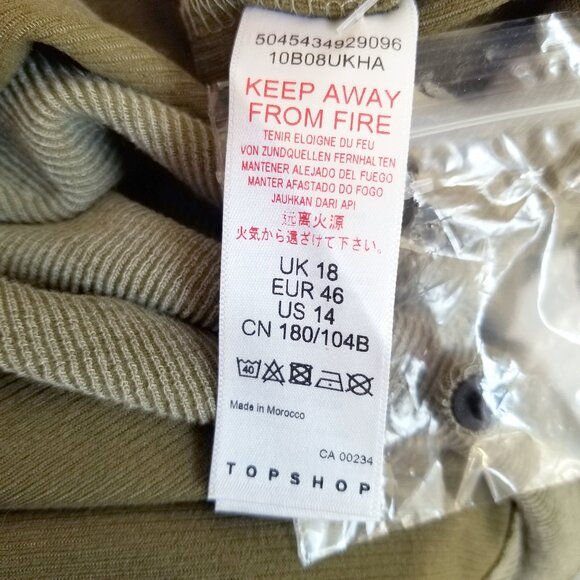 5045434929096
10B08UKHA
KEEP AWAY
FROM FIRE
TENIR ELOIGNE DU FEU
VON ZUNDQUELLEN FERNHALTEN
MANTENER ALEJADO DEL FUEGO
MANTER AFASTADO DO FOGO
JAUHKAN DARI API
远离火源
火気から遠ざけて下さい。
UK 18
EUR 46
US 14
CN 180/104B
40
Made in Morocco
CA 00234
TOPSHOP